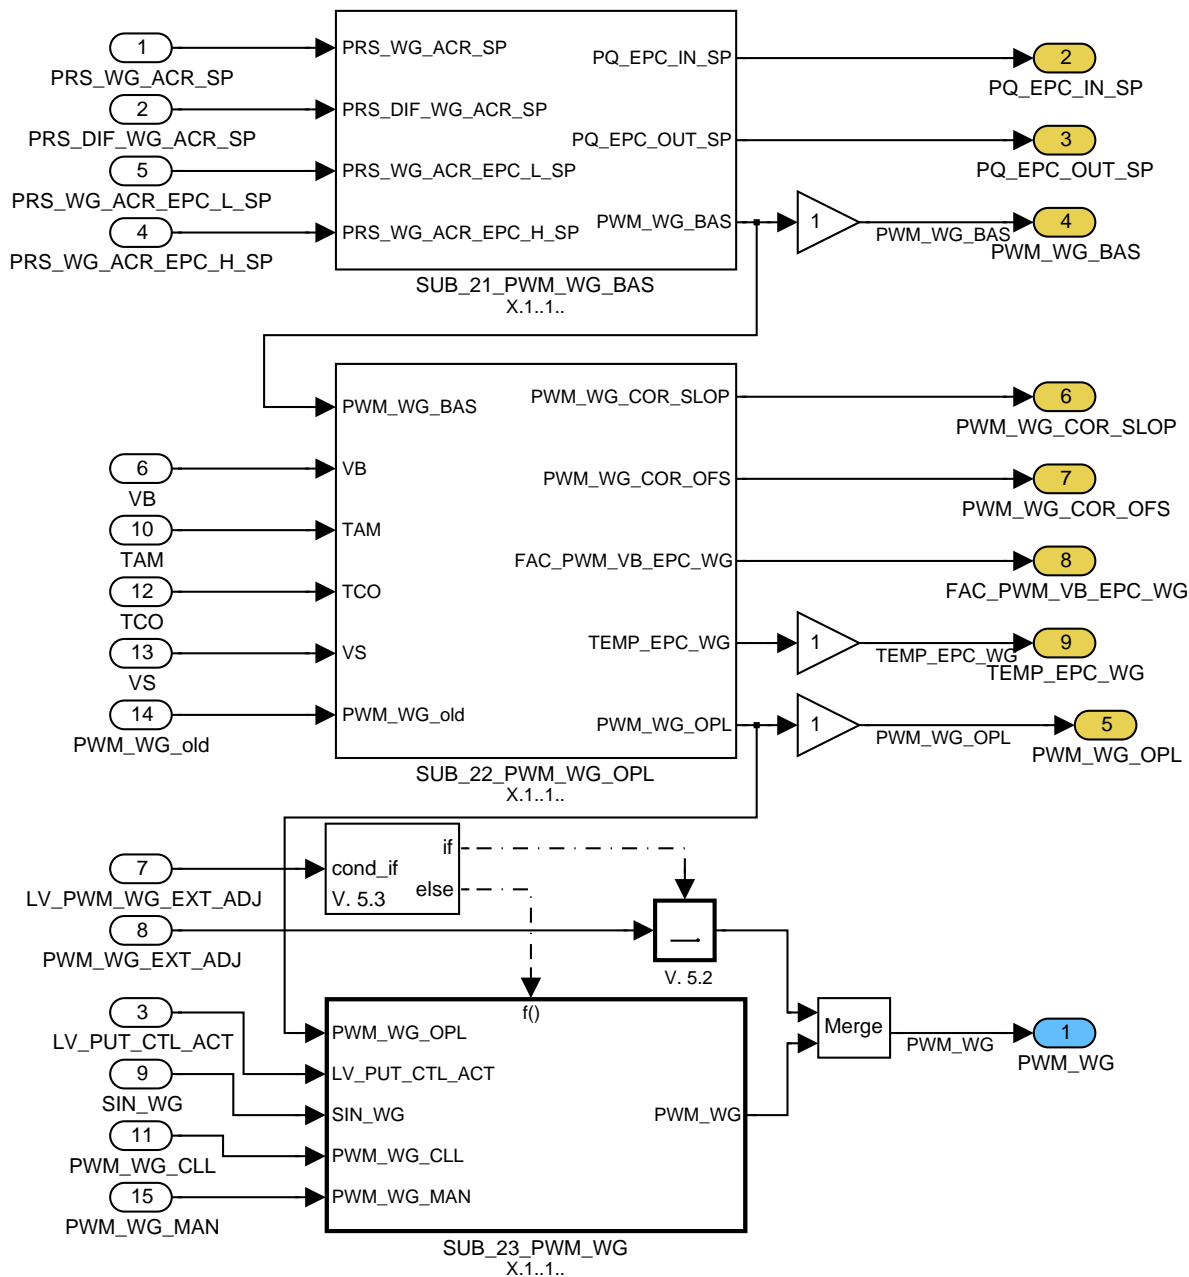 1
PRS_WG_ACR_SP
2
PRS_DIF_WG_ACR_SP
5
PRS_WG_ACR_EPC_L_SP
4
PRS_WG_ACR_EPC_H_SP
PRS_WG_ACR_SP
PRS_DIF_WG_ACR_SP
PRS_WG_ACR_EPC_L_SP
PRS_WG_ACR_EPC_H_SP
PQ_EPC_IN_SP
PQ_EPC_OUT_SP
PWM_WG_BAS
SUB_21_PWM_WG_BAS
X.1..1..
1
PWM_WG_BAS
2
PQ_EPC_IN_SP
3
PQ_EPC_OUT_SP
4
PWM_WG_BAS
6
VB
10
TAM
12
TCO
13
VS
14
PWM_WG_old
PWM_WG_BAS
VB
TAM
TCO
VS
PWM_WG_old
PWM_WG_COR_SLOP
PWM_WG_COR_OFS
FAC_PWM_VB_EPC_WG
TEMP_EPC_WG
PWM_WG_OPL
SUB_22_PWM_WG_OPL
X.1..1..
1
TEMP_EPC_WG
1
PWM_WG_OPL
6
PWM_WG_COR_SLOP
7
PWM_WG_COR_OFS
8
FAC_PWM_VB_EPC_WG
9
TEMP_EPC_WG
5
PWM_WG_OPL
7
LV_PWM_WG_EXT_ADJ
8
PWM_WG_EXT_ADJ
cond_if
V. 5.3
if
else
V. 5.2
3
LV_PUT_CTL_ACT
9
SIN_WG
11
PWM_WG_CLL
15
PWM_WG_MAN
f()
PWM_WG_OPL
LV_PUT_CTL_ACT
SIN_WG
PWM_WG_CLL
PWM_WG_MAN
PWM_WG
SUB_23_PWM_WG
X.1..1..
Merge
PWM_WG
1
PWM_WG